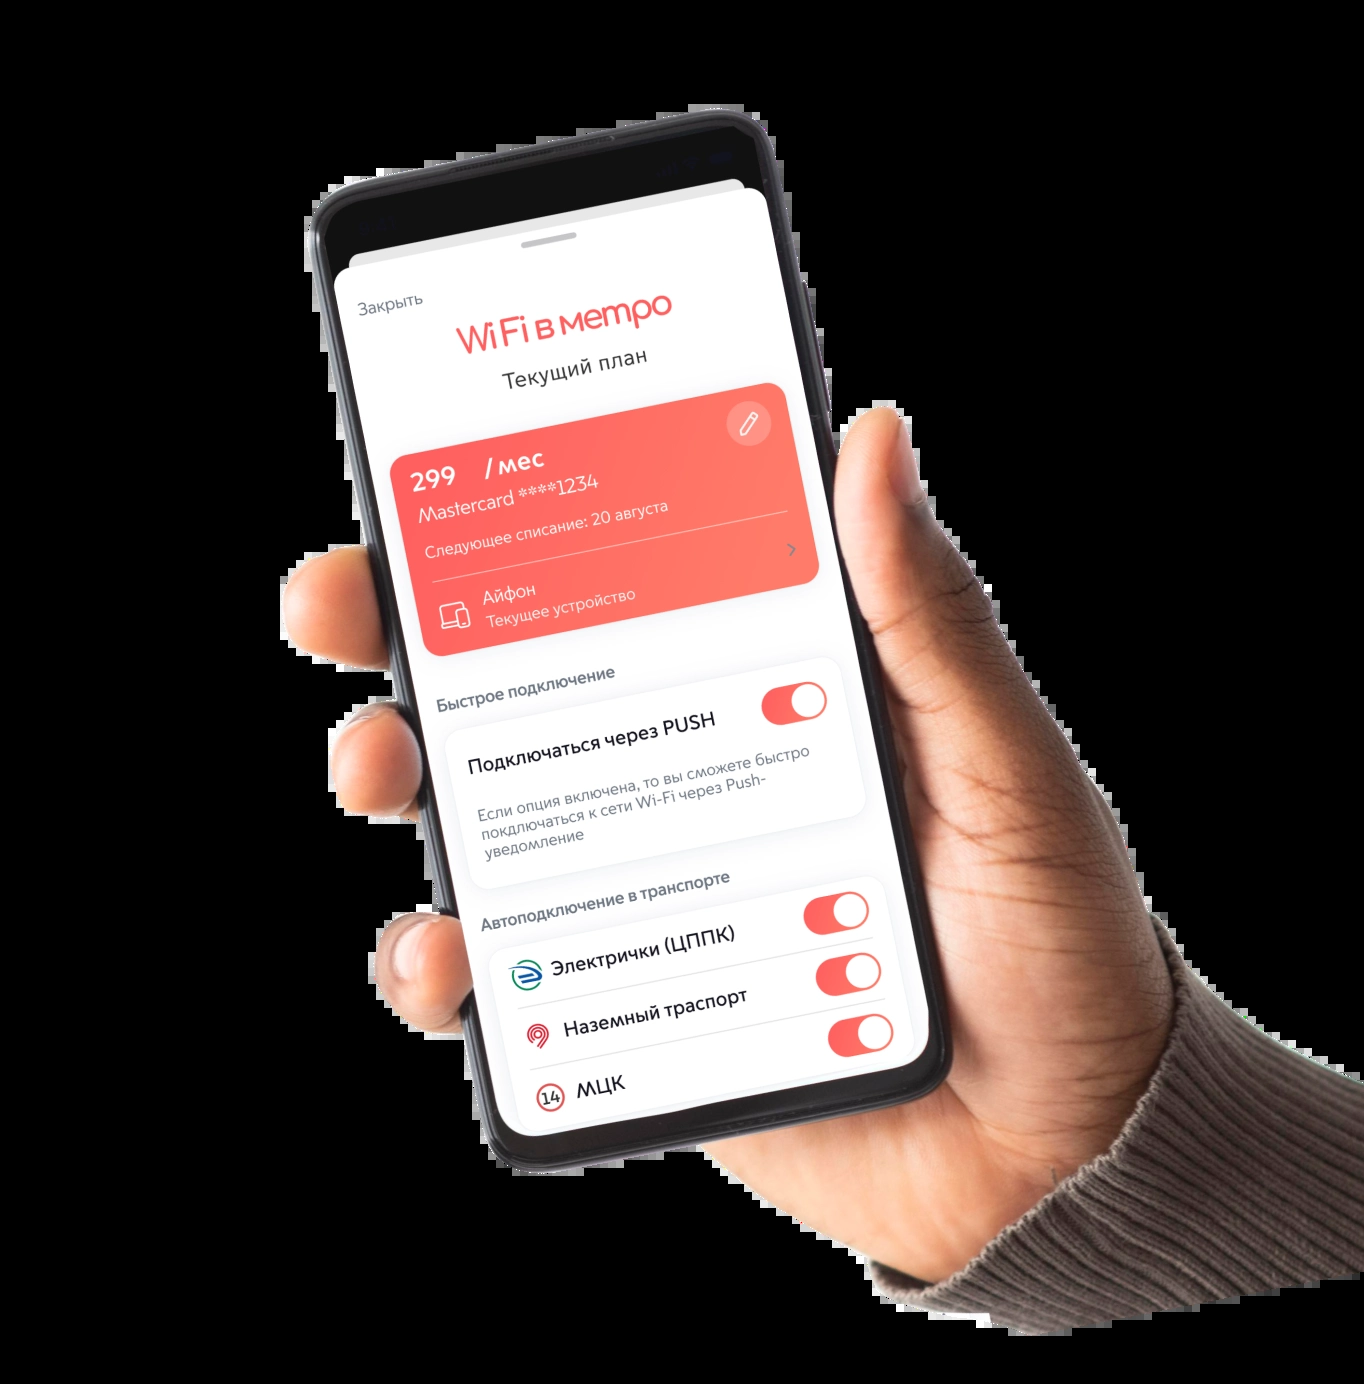 Закрыть
WiFi в метро
Текущий план
299 /мес
Mastercard ****1234
Следующее списание: 20 августа
Айфон
Текущее устройство
Быстрое подключение
Подключаться через PUSH
Если опция включена, то вы сможете быстро
покдлючаться к сети Wi-Fi через Push-
уведомление
Автоподключение в транспорте
Электрички (ЦППК)
Наземный траспорт
14 МЦК